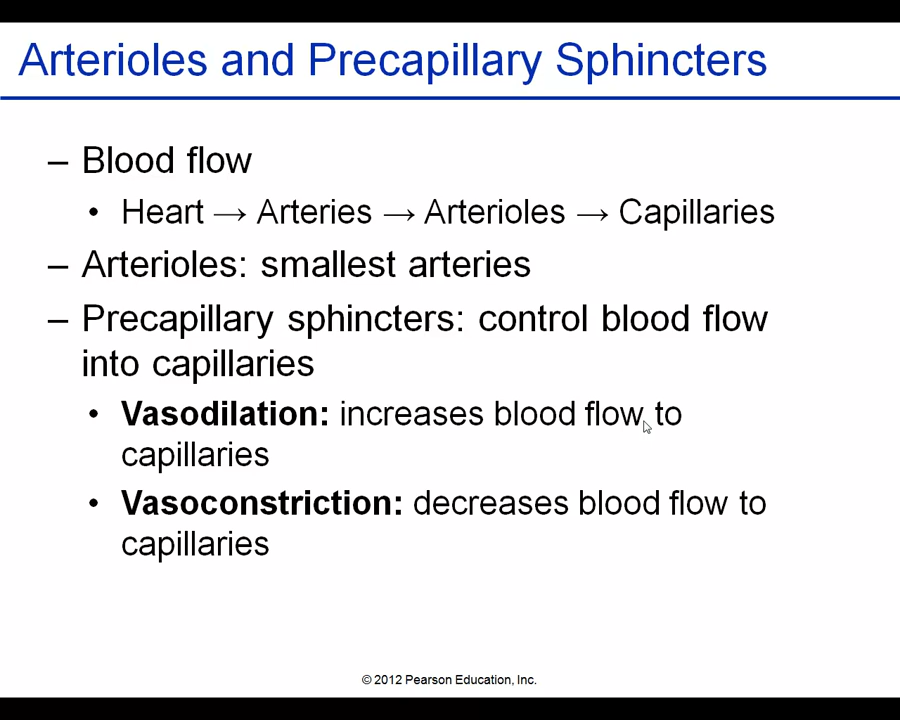 Arterioles and Precapillary Sphincters
– Blood flow
• Heart → Arteries → Arterioles → Capillaries
– Arterioles: smallest arteries
– Precapillary sphincters: control blood flow
into capillaries
• Vasodilation: increases blood flow to
capillaries
• Vasoconstriction: decreases blood flow to
capillaries
© 2012 Pearson Education, Inc.